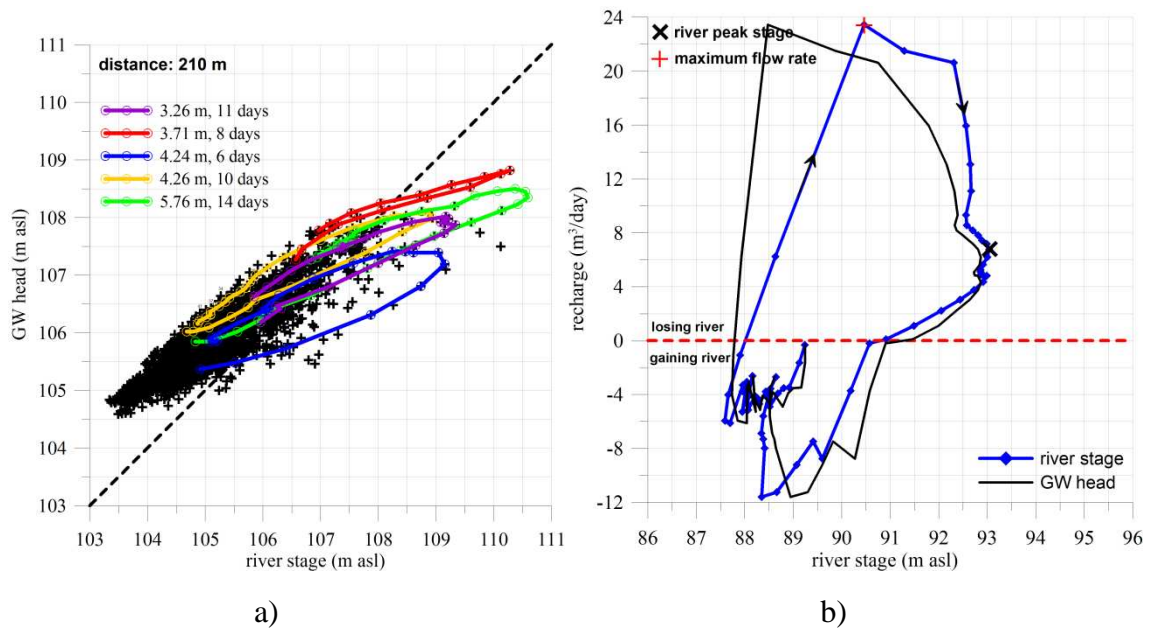 111
110
109
108
107
106
105
104
103
GW head (m asl)
distance: 210 m
3.26 m, 11 days
3.71 m, 8 days
4.24 m, 6 days
4.26 m, 10 days
5.76 m, 14 days
103 104 105 106 107 108 109 110 111
river stage (m asl)
a)
24
20
16
12
8
4
0
-4
-8
-12
recharge (m³/day)
river peak stage
maximum flow rate
losing river
gaining river
river stage
GW head
86 87 88 89 90 91 92 93 94 95 96
river stage (m asl)
b)